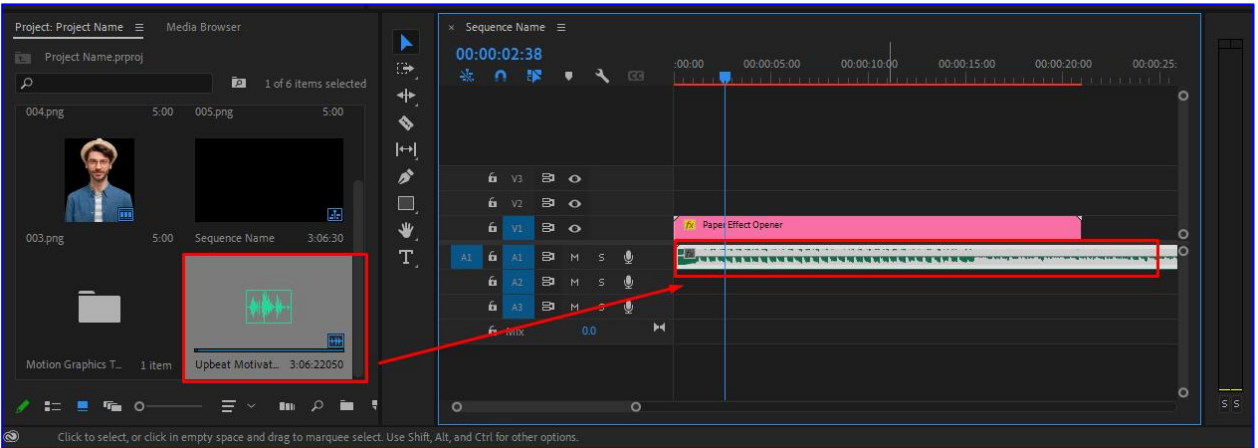 Project: Project Name
Media Browser
Project Name.prproj
1 of 6 items selected
004.png 5:00
005.png 5:00
003.png 5:00
Sequence Name 3:06:30
Motion Graphics T... 1 item
Upbeat Motivat... 3:06:22050
T
× Sequence Name
00:00:02:38
CC
:00:00 00:00:05:00 00:00:10:00 00:00:15:00 00:00:20:00 00:00:25:
V3
V2
V1
fx Paper Effect Opener
A1 A1 M S
fx
A2 M S
A3 M S
Mix 0.0
S S
Click to select, or click in empty space and drag to marquee select. Use Shift, Alt, and Ctrl for other options.